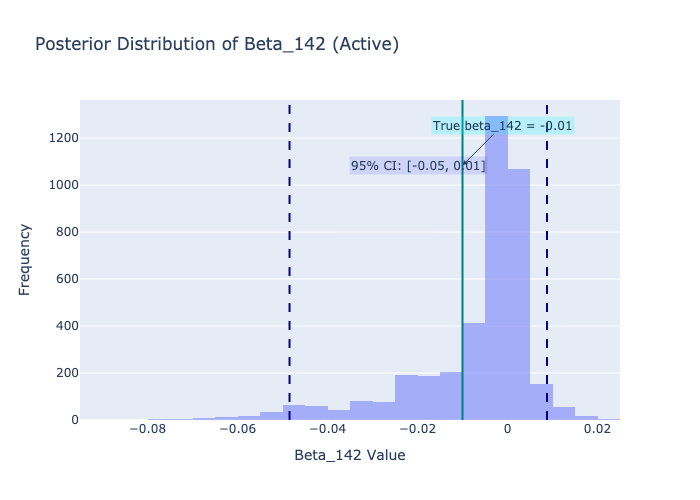 Posterior Distribution of Beta_142 (Active)
True beta_142 = -0.01
95% CI: [-0.05, 0.01]
1200
1000
800
600
400
200
0
Frequency
−0.08
−0.06
−0.04
−0.02
0
0.02
Beta_142 Value